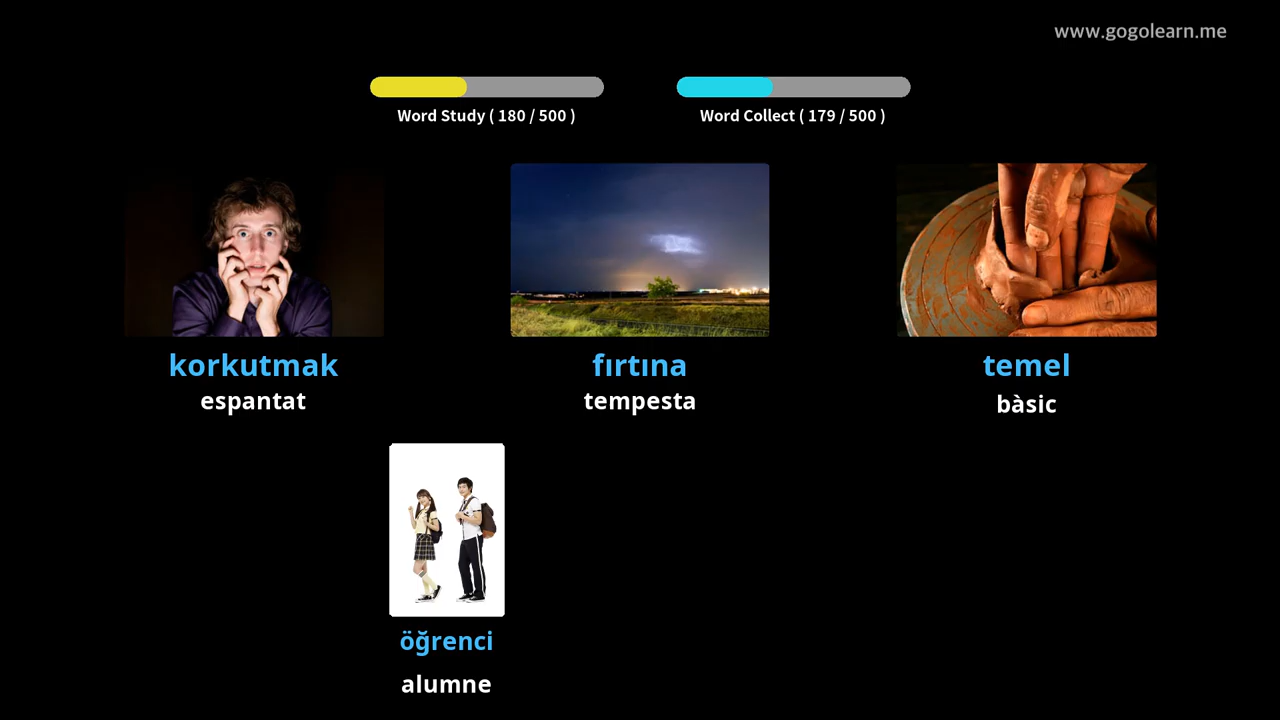 www.gogolearn.me
Word Study ( 180 / 500 )
Word Collect ( 179 / 500 )
korkutmak
espantat
fırtına
tempesta
temel
bàsic
öğrenci
alumne